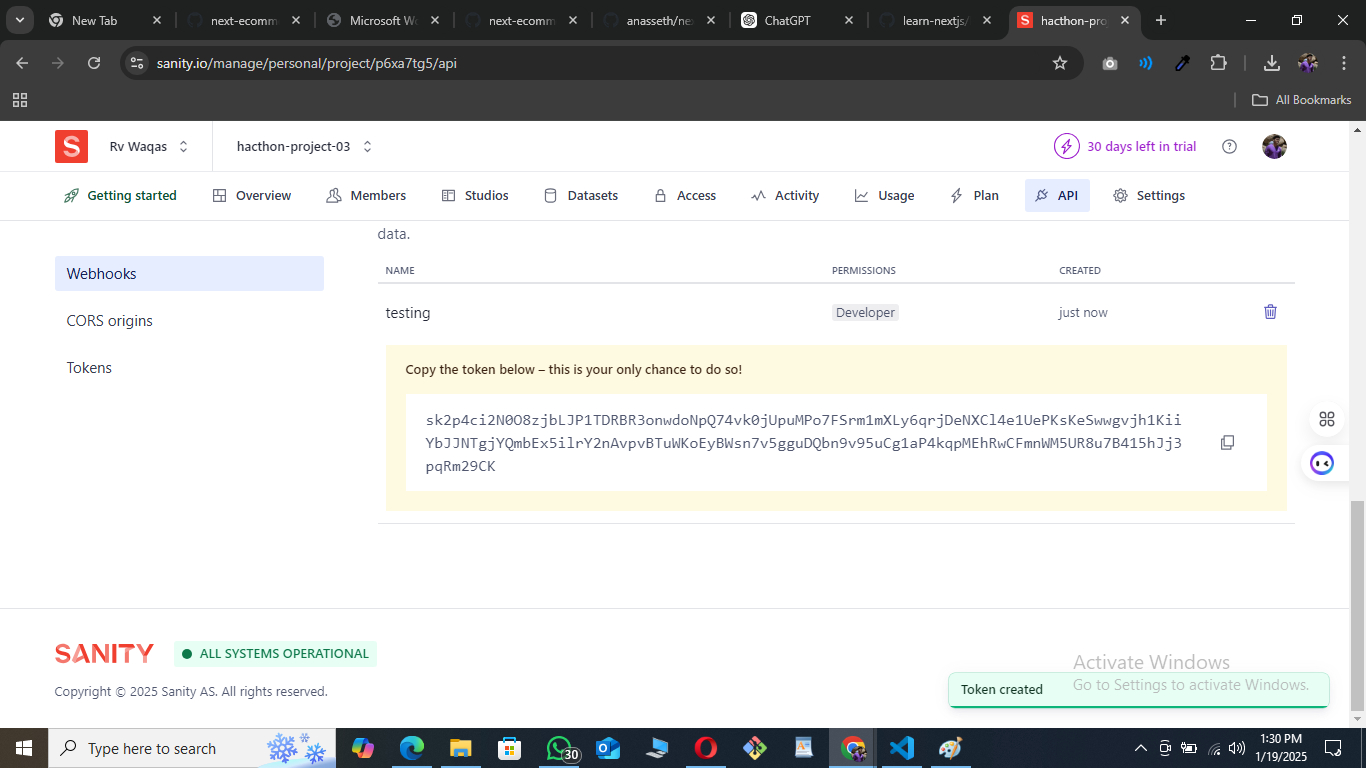 New Tab
next-ecomm
Microsoft Wo
next-ecomm
anasseth/ne
ChatGPT
learn-nextjs/
hacthon-pro
sanity.io/manage/personal/project/p6xa7tg5/api
All Bookmarks
S Rv Waqas hacthon-project-03 30 days left in trial
Getting started Overview Members Studios Datasets Access Activity Usage Plan API Settings
data.
Webhooks
CORS origins
Tokens
NAME PERMISSIONS CREATED
testing Developer just now
Copy the token below – this is your only chance to do so!
sk2p4ci2N0O8zjbLJP1TDRBR3onwdoNpQ74vk0jUpuMPo7FSrm1mXLy6qrjDeNXCl4e1UePKsKeSwwgvjh1Kii
YbJJNTgjYQmbEx5ilrY2nAvpvBTuWKoEyBWsn7v5gguDQbn9v95uCg1aP4kqpMEhRwCFmnWM5UR8u7B415hJj3
pqRm29CK
SANITY ALL SYSTEMS OPERATIONAL
Copyright © 2025 Sanity AS. All rights reserved.
Activate Windows
Go to Settings to activate Windows.
Token created
Type here to search
30
1:30 PM
1/19/2025